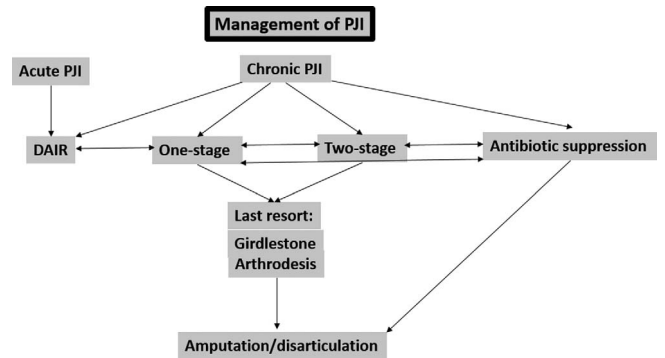 Management of PJI
Acute PJI
Chronic PJI
DAIR
One-stage
Two-stage
Antibiotic suppression
Last resort:
Girdlestone
Arthrodesis
Amputation/disarticulation